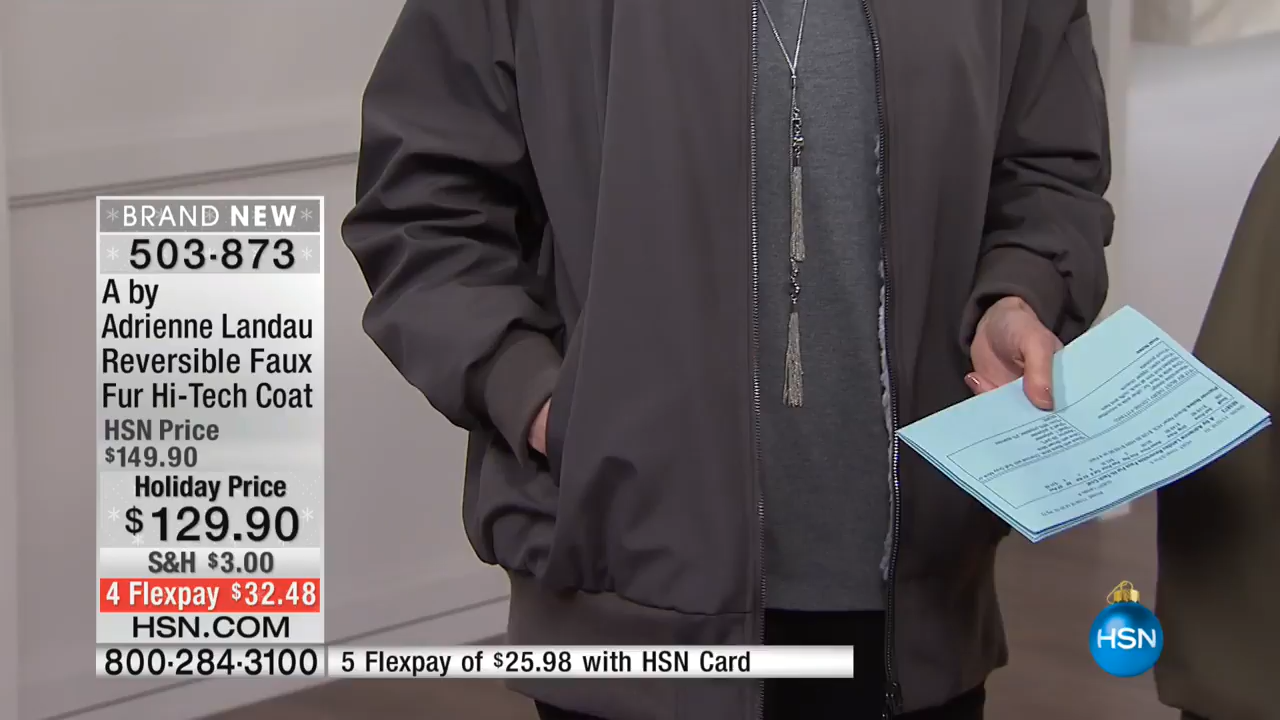 BRAND NEW
503·873
A by
Adrienne Landau
Reversible Faux
Fur Hi-Tech Coat
HSN Price
$149.90
Holiday Price
$129.90
S&H $3.00
4 Flexpay $32.48
HSN.COM
800·284·3100
5 Flexpay of $25.98 with HSN Card
HSN